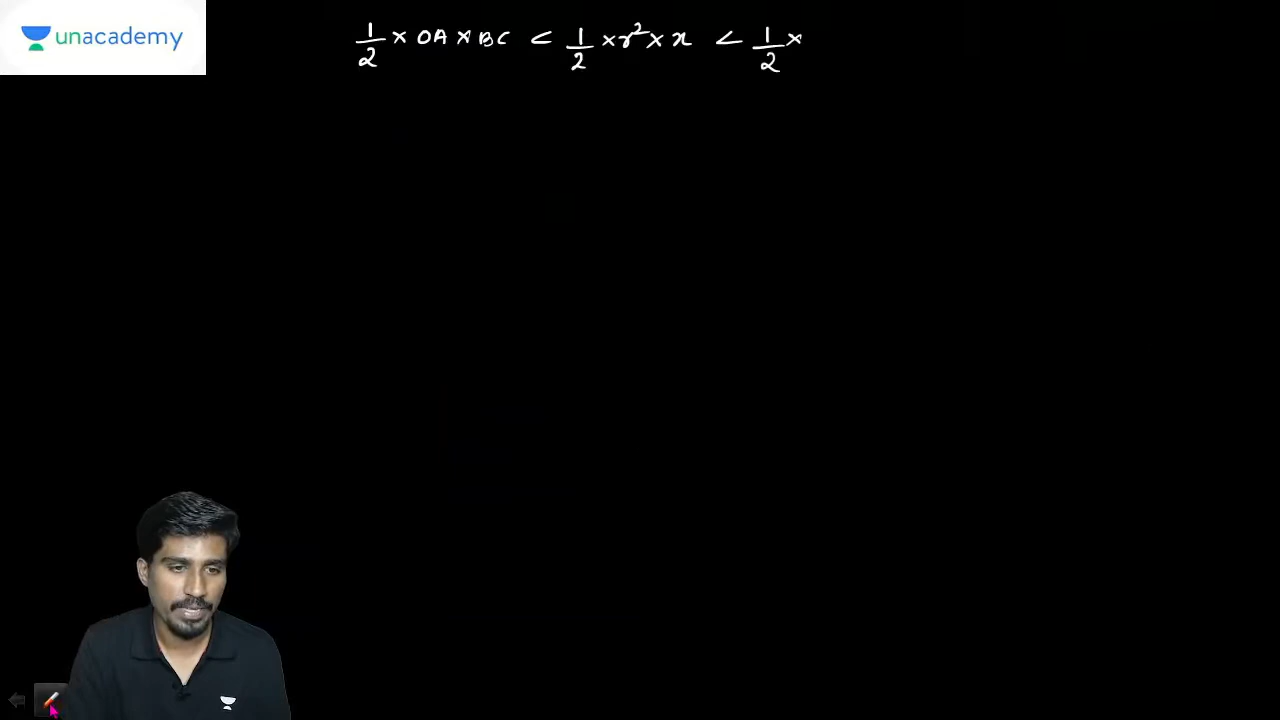 unacademy
1/2 × OA × BC < 1/2 × r² × x < 1/2 ×